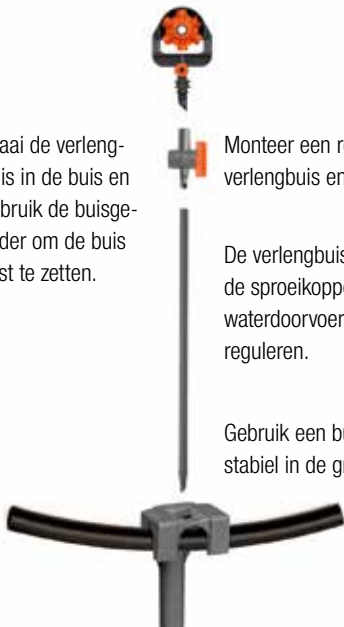 aai de verleng-
is in de buis en
bruik de buisge-
der om de buis
st te zetten.
Monteer een re
verlengbuis en
De verlengbuis
de sproeikoppe
waterdoorvoer
reguleren.
Gebruik een bu
stabiel in de gr